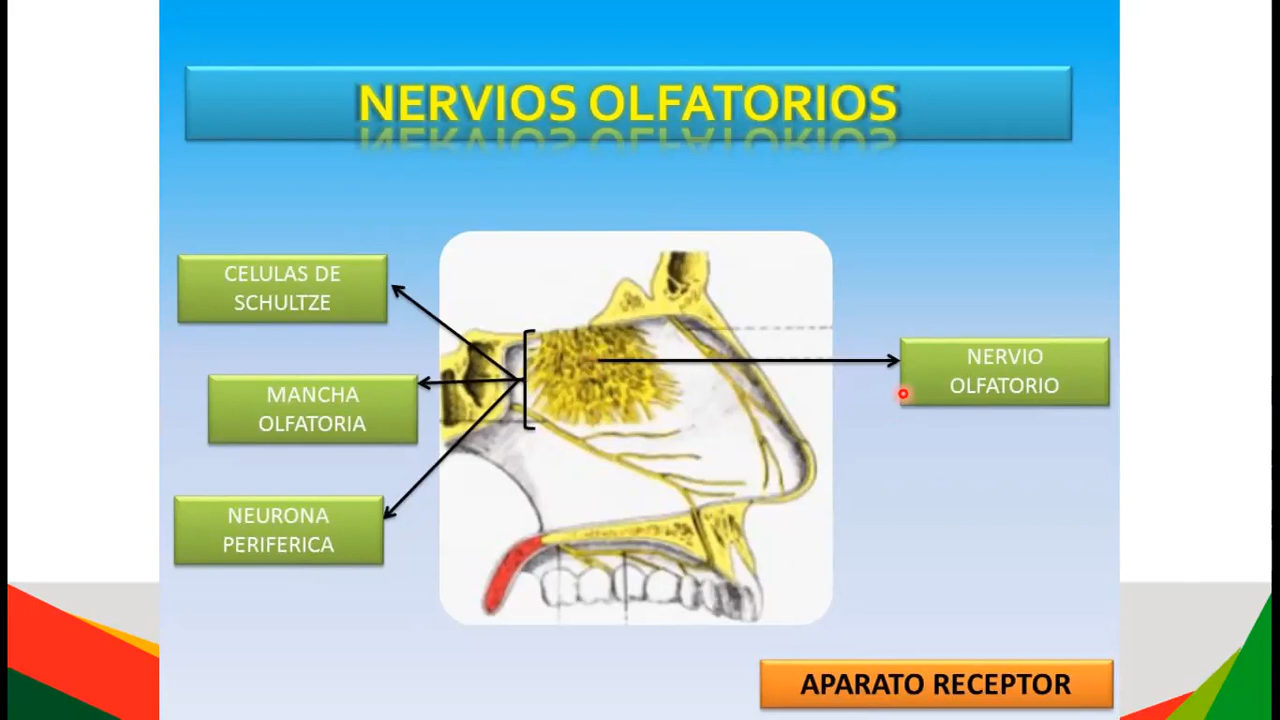 NERVIOS OLFATORIOS
CELULAS DE
SCHULTZE
MANCHA
OLFATORIA
NEURONA
PERIFERICA
NERVIO
OLFATORIO
APARATO RECEPTOR